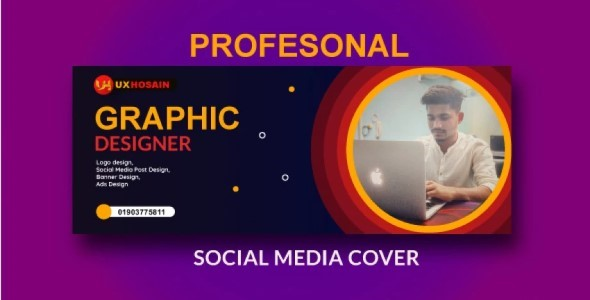 PROFESONAL
UXHOSAIN
GRAPHIC
DESIGNER
Logo design,
Social Media Post Design,
Banner Design,
Ads Design
01903775811
SOCIAL MEDIA COVER